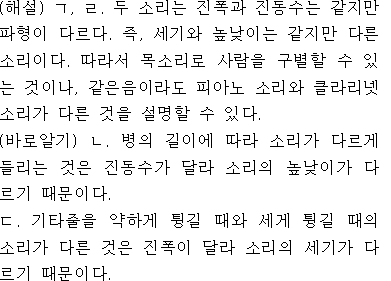 (해설) ㄱ, ㄹ. 두 소리는 진폭과 진동수는 같지만
파형이 다르다. 즉, 세기와 높낮이는 같지만 다른
소리이다. 따라서 목소리로 사람을 구별할 수 있
는 것이나, 같은음이라도 피아노 소리와 클라리넷
소리가 다른 것을 설명할 수 있다.
(바로알기) ㄴ. 병의 길이에 따라 소리가 다르게
들리는 것은 진동수가 달라 소리의 높낮이가 다
르기 때문이다.
ㄷ. 기타줄을 약하게 튕길 때와 세게 튕길 때의
소리가 다른 것은 진폭이 달라 소리의 세기가 다
르기 때문이다.